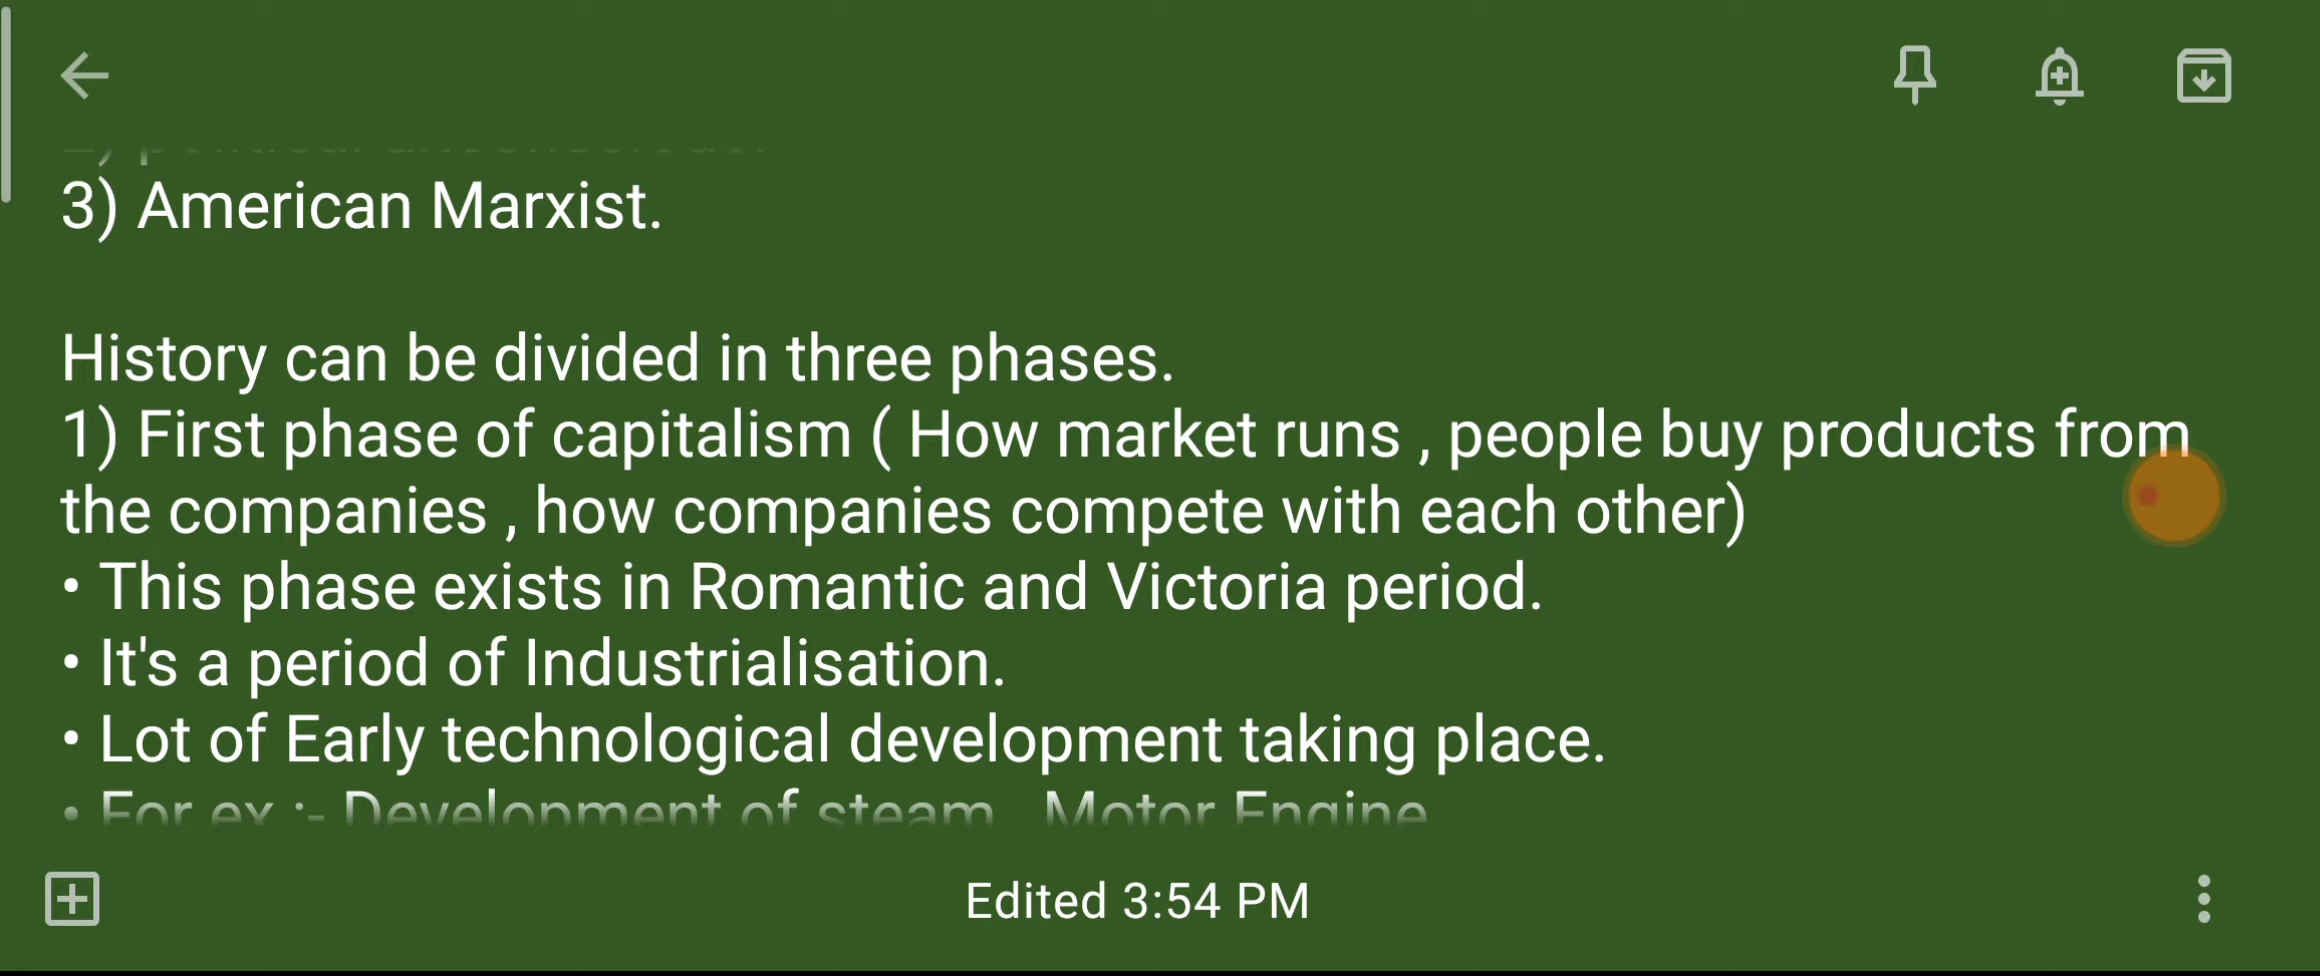 3) American Marxist.
History can be divided in three phases.
1) First phase of capitalism ( How market runs , people buy products from
the companies , how companies compete with each other)
• This phase exists in Romantic and Victoria period.
• It's a period of Industrialisation.
• Lot of Early technological development taking place.
• For ex :- Development of steam , Motor Engine
Edited 3:54 PM